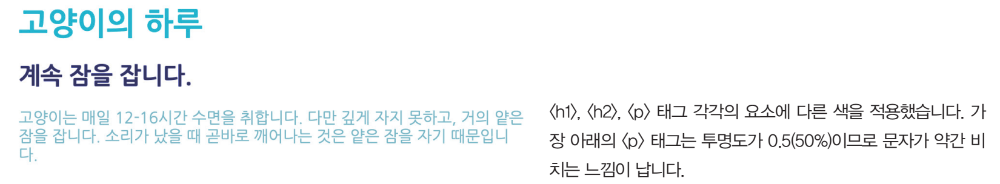 고양이의 하루
계속 잠을 잡니다.
고양이는 매일 12-16시간 수면을 취합니다. 다만 깊게 자지 못하고, 거의 얕은
잠을 잡니다. 소리가 났을 때 곧바로 깨어나는 것은 얕은 잠을 자기 때문입니
다.
〈h1〉, 〈h2〉, 〈p〉 태그 각각의 요소에 다른 색을 적용했습니다. 가
장 아래의 〈p〉 태그는 투명도가 0.5(50%)이므로 문자가 약간 비
치는 느낌이 납니다.